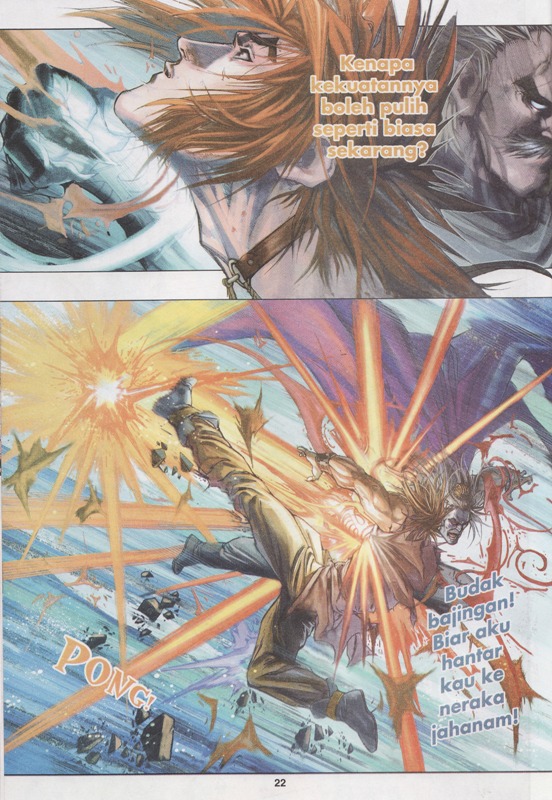 Kenapa
kekuatannya
boleh pulih
seperti biasa
sekarang?
Budak
bajingan!
Biar aku
hantar
kau ke
neraka
jahanam!
PONG!
22